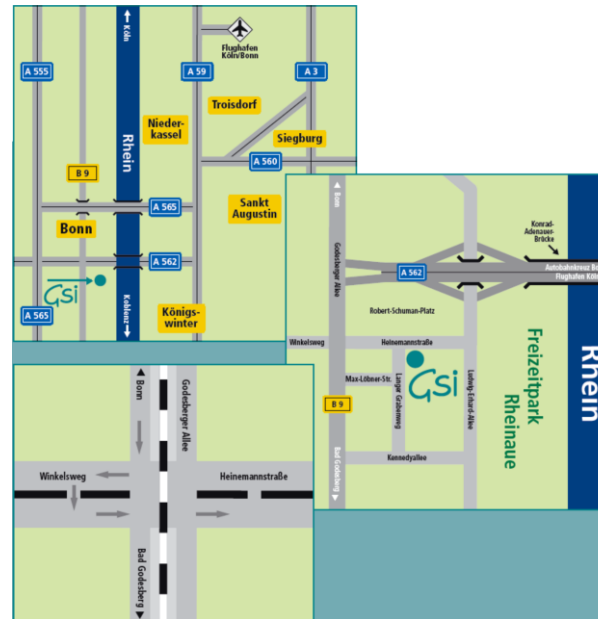 Köln
A 555
A 59
Flughafen
Köln/Bonn
A 3
Rhein
Nieder-
kassel
Troisdorf
Siegburg
A 560
B 9
A 565
Sankt
Augustin
Bonn
A 562
Gsi
A 565
Koblenz
Königs-
winter
Bonn
Godesberger Allee
Konrad-
Adenauer-
Brücke
A 562
Autobahnkreuz Bo
Flughafen Köln
Robert-Schuman-Platz
Winkelsweg
Heinemannstraße
Gsi
Max-Löbner-Str.
Langer Grabenweg
Ludwig-Erhard-Allee
Freizeitpark
Rheinaue
Rhein
B 9
Kennedyallee
Bad Godesberg
Bonn
Godesberger Allee
Winkelsweg
Heinemannstraße
Bad Godesberg